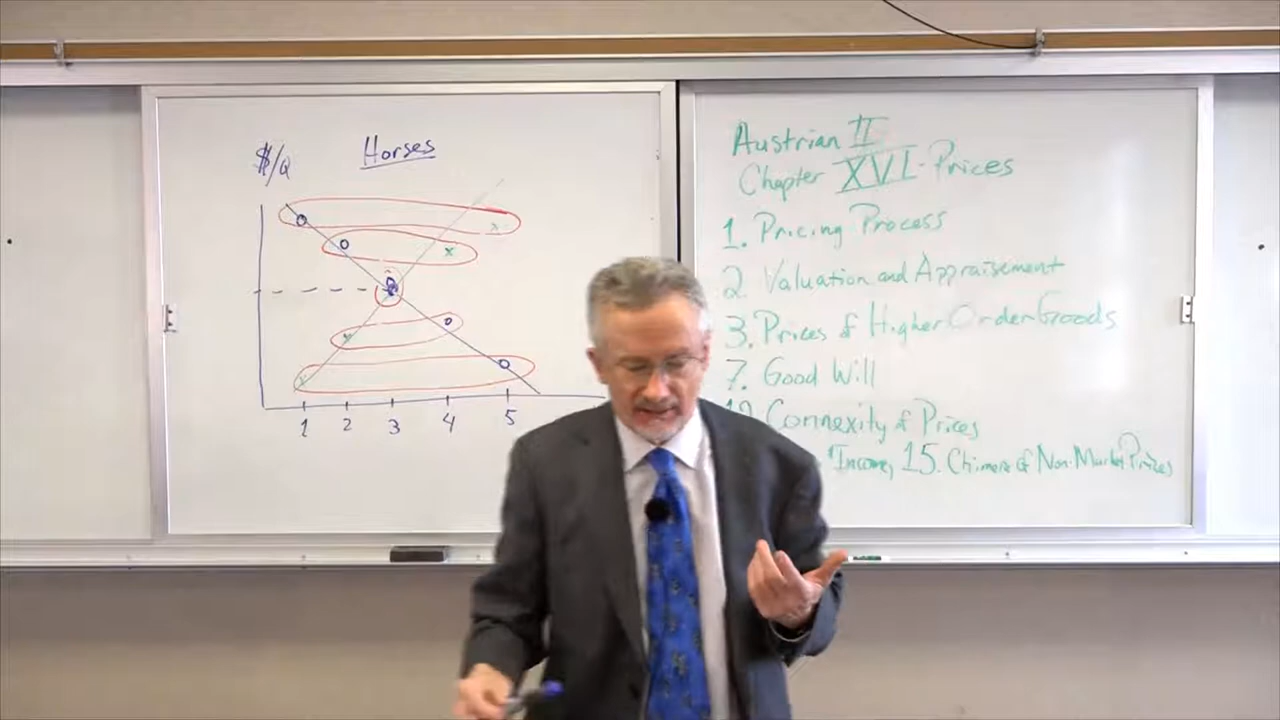 Horses
$/Q
1 2 3 4 5
Austrian II
Chapter XVI - Prices
1. Pricing Process
2. Valuation and Appraisement
3. Prices of Higher Order Goods
7. Good Will
Connexity of Prices
Income, 15. Chimera of Non-Market Prices